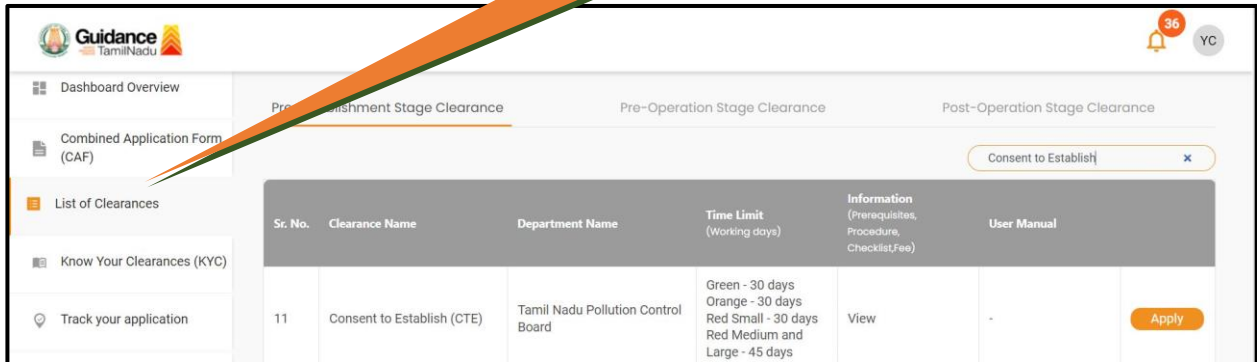 Guidance
TamilNadu
36
YC
Dashboard Overview
Combined Application Form
(CAF)
List of Clearances
Know Your Clearances (KYC)
Track your application
Stage Clearance
Pre-Operation Stage Clearance
Post-Operation Stage Clearance
Consent to Establish
Sr. No.
Clearance Name
Department Name
Time Limit
(Working days)
Information
(Prerequisites,
Procedure,
Checklist,Fee)
User Manual
11
Consent to Establish (CTE)
Tamil Nadu Pollution Control
Board
Green - 30 days
Orange - 30 days
Red Small - 30 days
Red Medium and
Large - 45 days
View
-
Apply